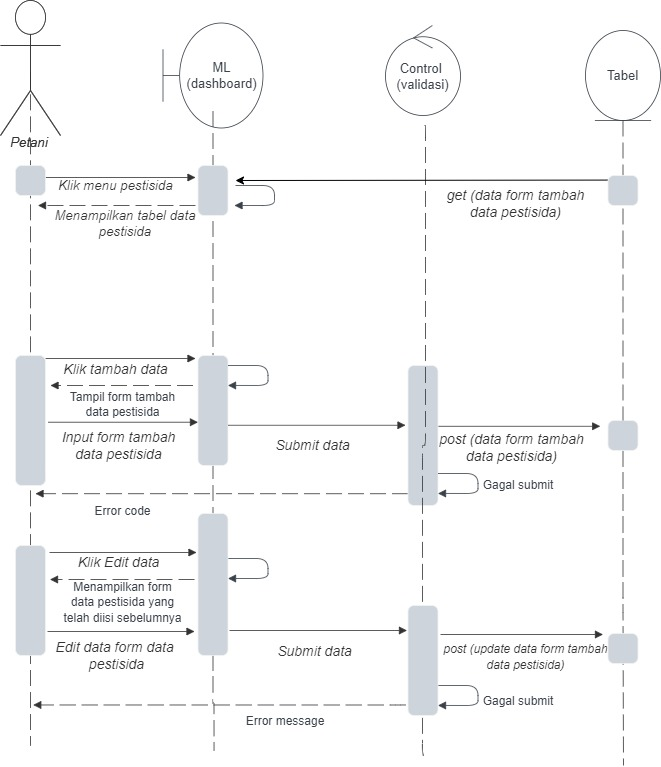 ML
(dashboard)
Control
(validasi)
Tabel
Petani
Klik menu pestisida
Menampilkan tabel data
pestisida
get (data form tambah
data pestisida)
Klik tambah data
Tampil form tambah
data pestisida
Input form tambah
data pestisida
Submit data
post (data form tambah
data pestisida)
Gagal submit
Error code
Klik Edit data
Menampilkan form
data pestisida yang
telah diisi sebelumnya
Edit data form data
pestisida
Submit data
post (update data form tambah
data pestisida)
Gagal submit
Error message